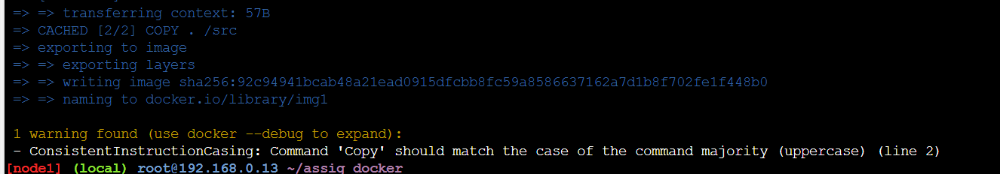 => => transferring context: 57B
=> CACHED [2/2] COPY . /src
=> exporting to image
=> => exporting layers
=> => writing image sha256:92c94941bcab48a21ead0915dfcbb8fc59a8586637162a7d1b8f702fe1f448b0
=> => naming to docker.io/library/img1
1 warning found (use docker --debug to expand):
- ConsistentInstructionCasing: Command 'Copy' should match the case of the command majority (uppercase) (line 2)
[node1] (local) root@192.168.0.13 ~/assig docker